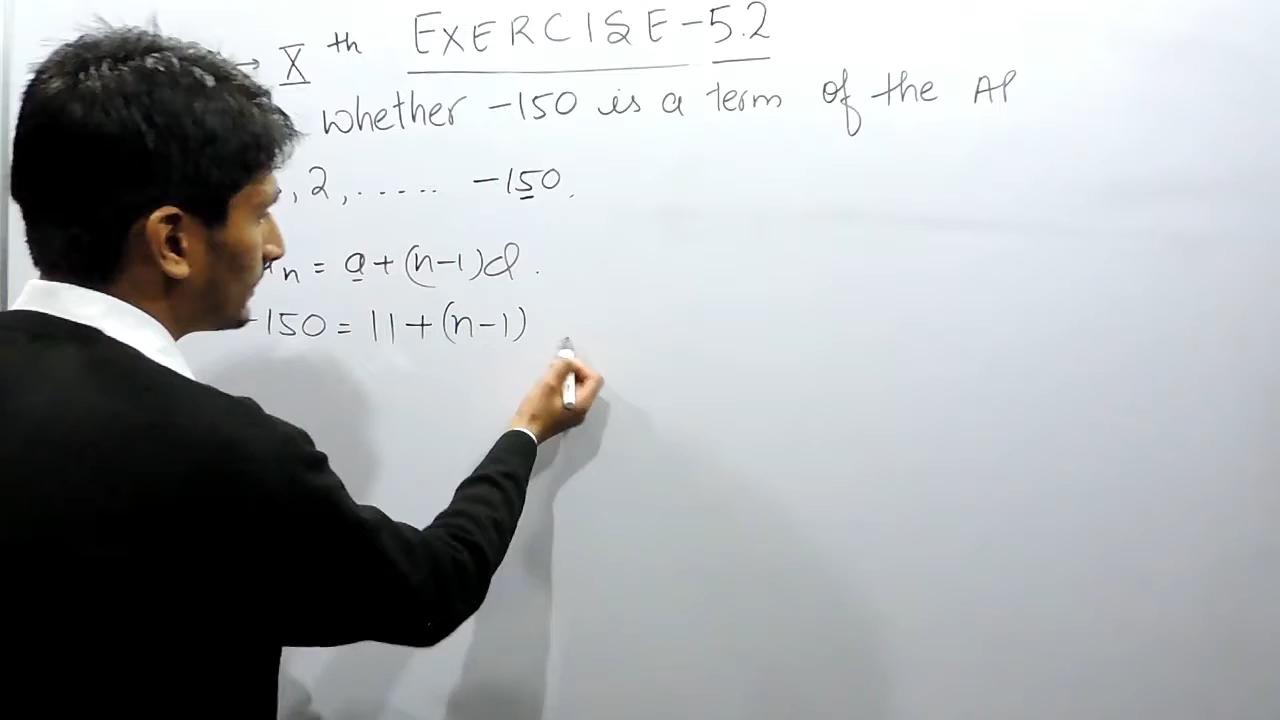 → X th EXERCISE-5.2
whether -150 is a term of the AP
, 2, ..... -150.
n = a+(n-1)d.
-150 = 11+(n-1)